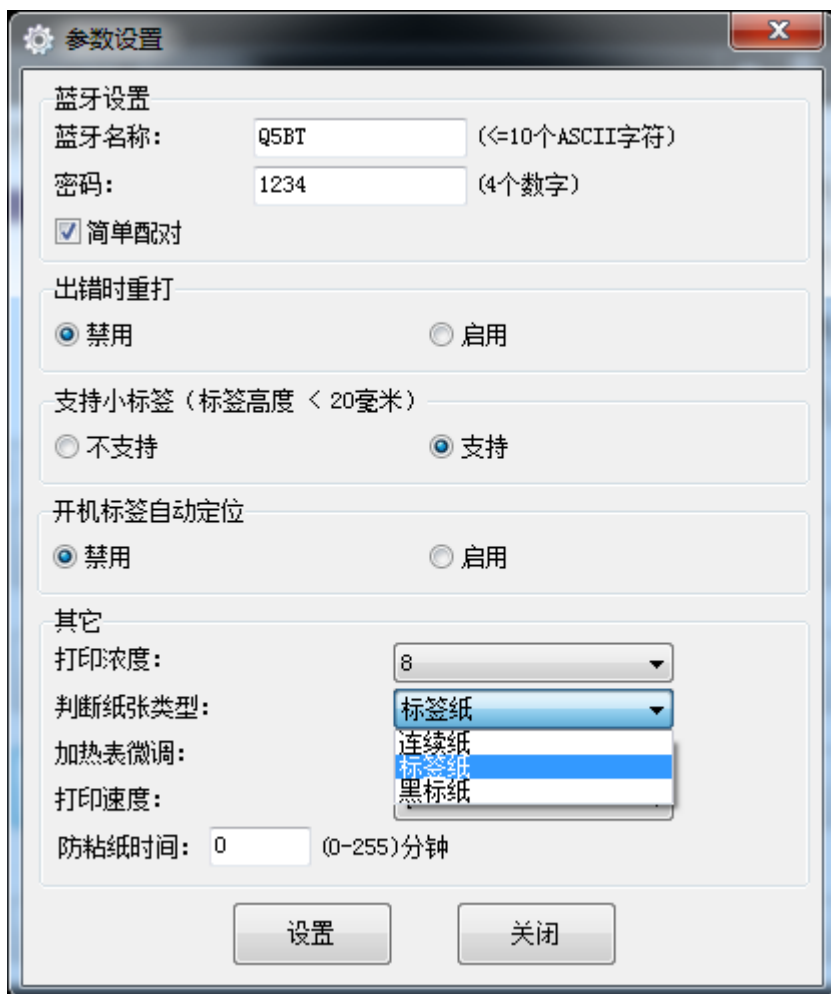 参数设置
蓝牙设置
蓝牙名称: Q5BT (<=10个ASCII字符)
密码: 1234 (4个数字)
简单配对
出错时重打
禁用 启用
支持小标签(标签高度 < 20毫米)
不支持 支持
开机标签自动定位
禁用 启用
其它
打印浓度: 8
判断纸张类型: 标签纸
连续纸
加热表微调: 标签纸
黑标纸
打印速度:
防粘纸时间: 0 (0-255)分钟
设置 关闭